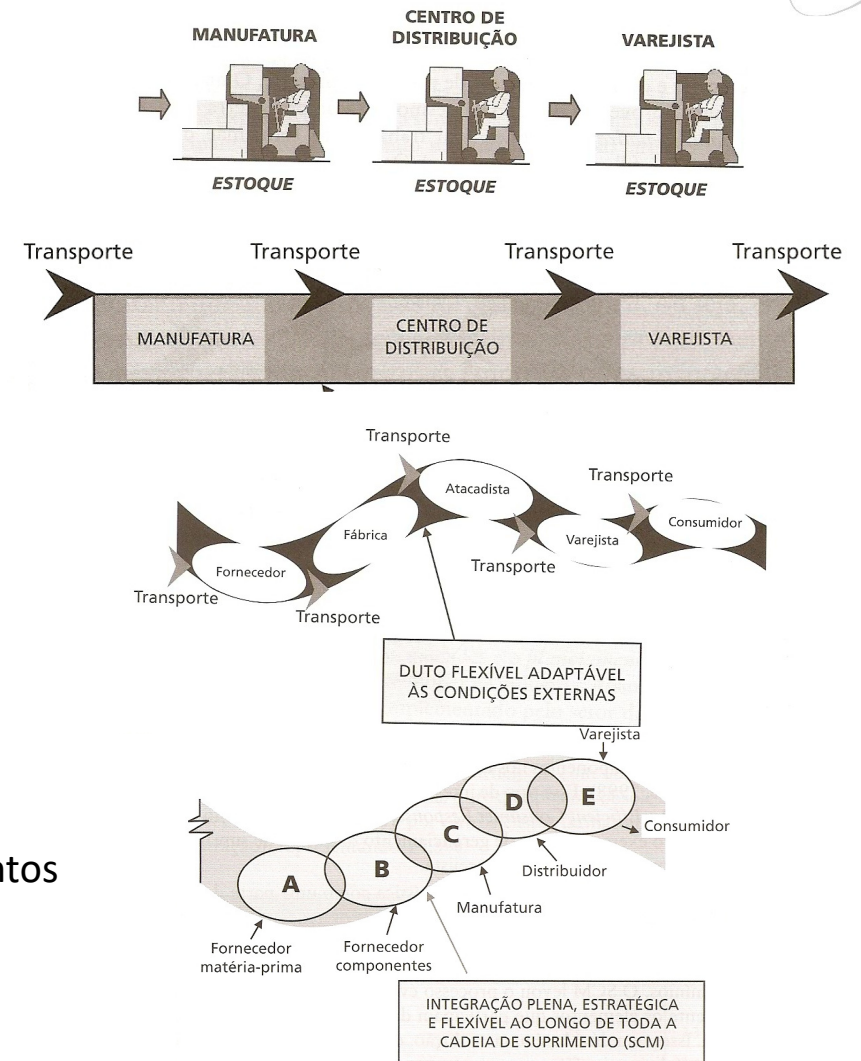 MANUFATURA
CENTRO DE
DISTRIBUIÇÃO
VAREJISTA
ESTOQUE
ESTOQUE
ESTOQUE
Transporte
Transporte
Transporte
Transporte
MANUFATURA
CENTRO DE
DISTRIBUIÇÃO
VAREJISTA
Transporte
Atacadista
Transporte
Fábrica
Consumidor
Varejista
Fornecedor
Transporte
Transporte
Transporte
DUTO FLEXÍVEL ADAPTÁVEL
ÀS CONDIÇÕES EXTERNAS
Varejista
D
E
C
Consumidor
ntos
B
A
Distribuidor
Manufatura
Fornecedor
matéria-prima
Fornecedor
componentes
INTEGRAÇÃO PLENA, ESTRATÉGICA
E FLEXÍVEL AO LONGO DE TODA A
CADEIA DE SUPRIMENTO (SCM)